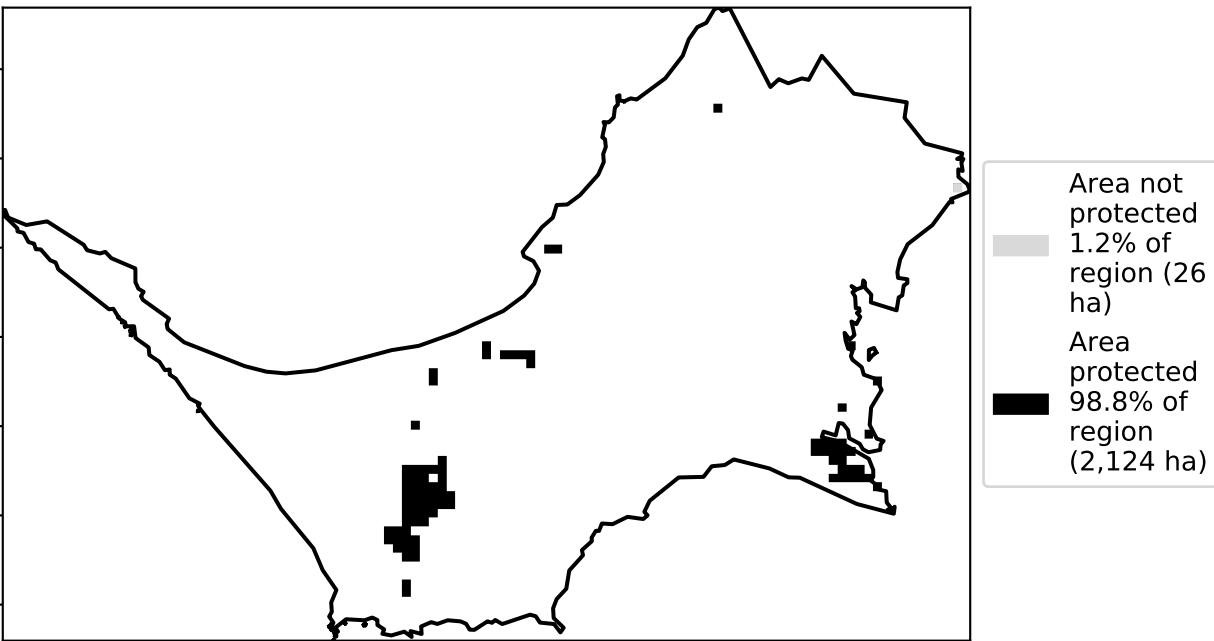 Area not
protected
1.2% of
region (26
ha)
Area
protected
98.8% of
region
(2,124 ha)